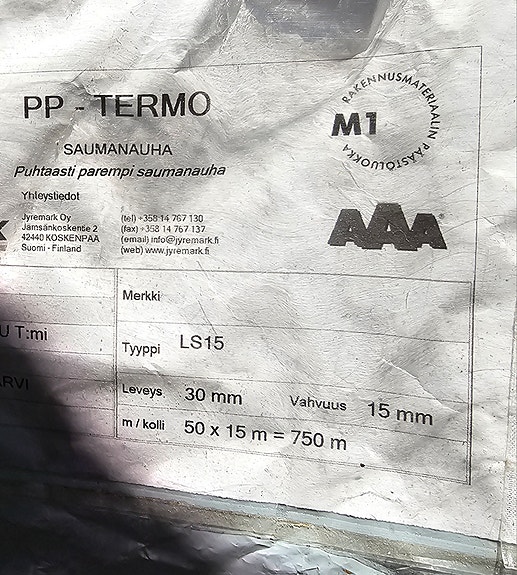 PP - TERMO
SAUMANAUHA
Puhtaasti parempi saumanauha
RAKENNUSMATERIAALIN PÄÄSTÖLUOKKA
M1
AAA
Yhteystiedot
Jyremark Oy
Jämsänkoskentie 2
42440 KOSKENPAA
Suomi - Finland
(tel) +358 14 767 130
(fax) +358 14 767 137
(email) info@jyremark.fi
(web) www.jyremark.fi
Merkki
U T:mi
Tyyppi LS15
ARVI
Leveys 30 mm Vahvuus 15 mm
m / kolli 50 x 15 m = 750 m